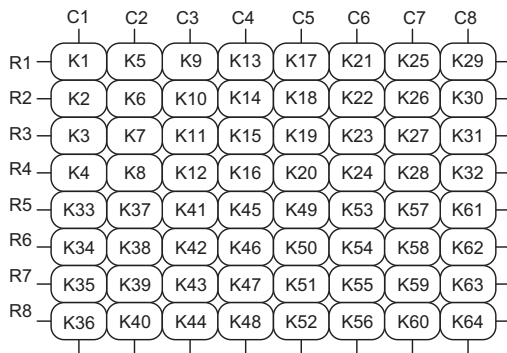 C1 C2 C3 C4 C5 C6 C7 C8
R1 K1 K5 K9 K13 K17 K21 K25 K29
R2 K2 K6 K10 K14 K18 K22 K26 K30
R3 K3 K7 K11 K15 K19 K23 K27 K31
R4 K4 K8 K12 K16 K20 K24 K28 K32
R5 K33 K37 K41 K45 K49 K53 K57 K61
R6 K34 K38 K42 K46 K50 K54 K58 K62
R7 K35 K39 K43 K47 K51 K55 K59 K63
R8 K36 K40 K44 K48 K52 K56 K60 K64